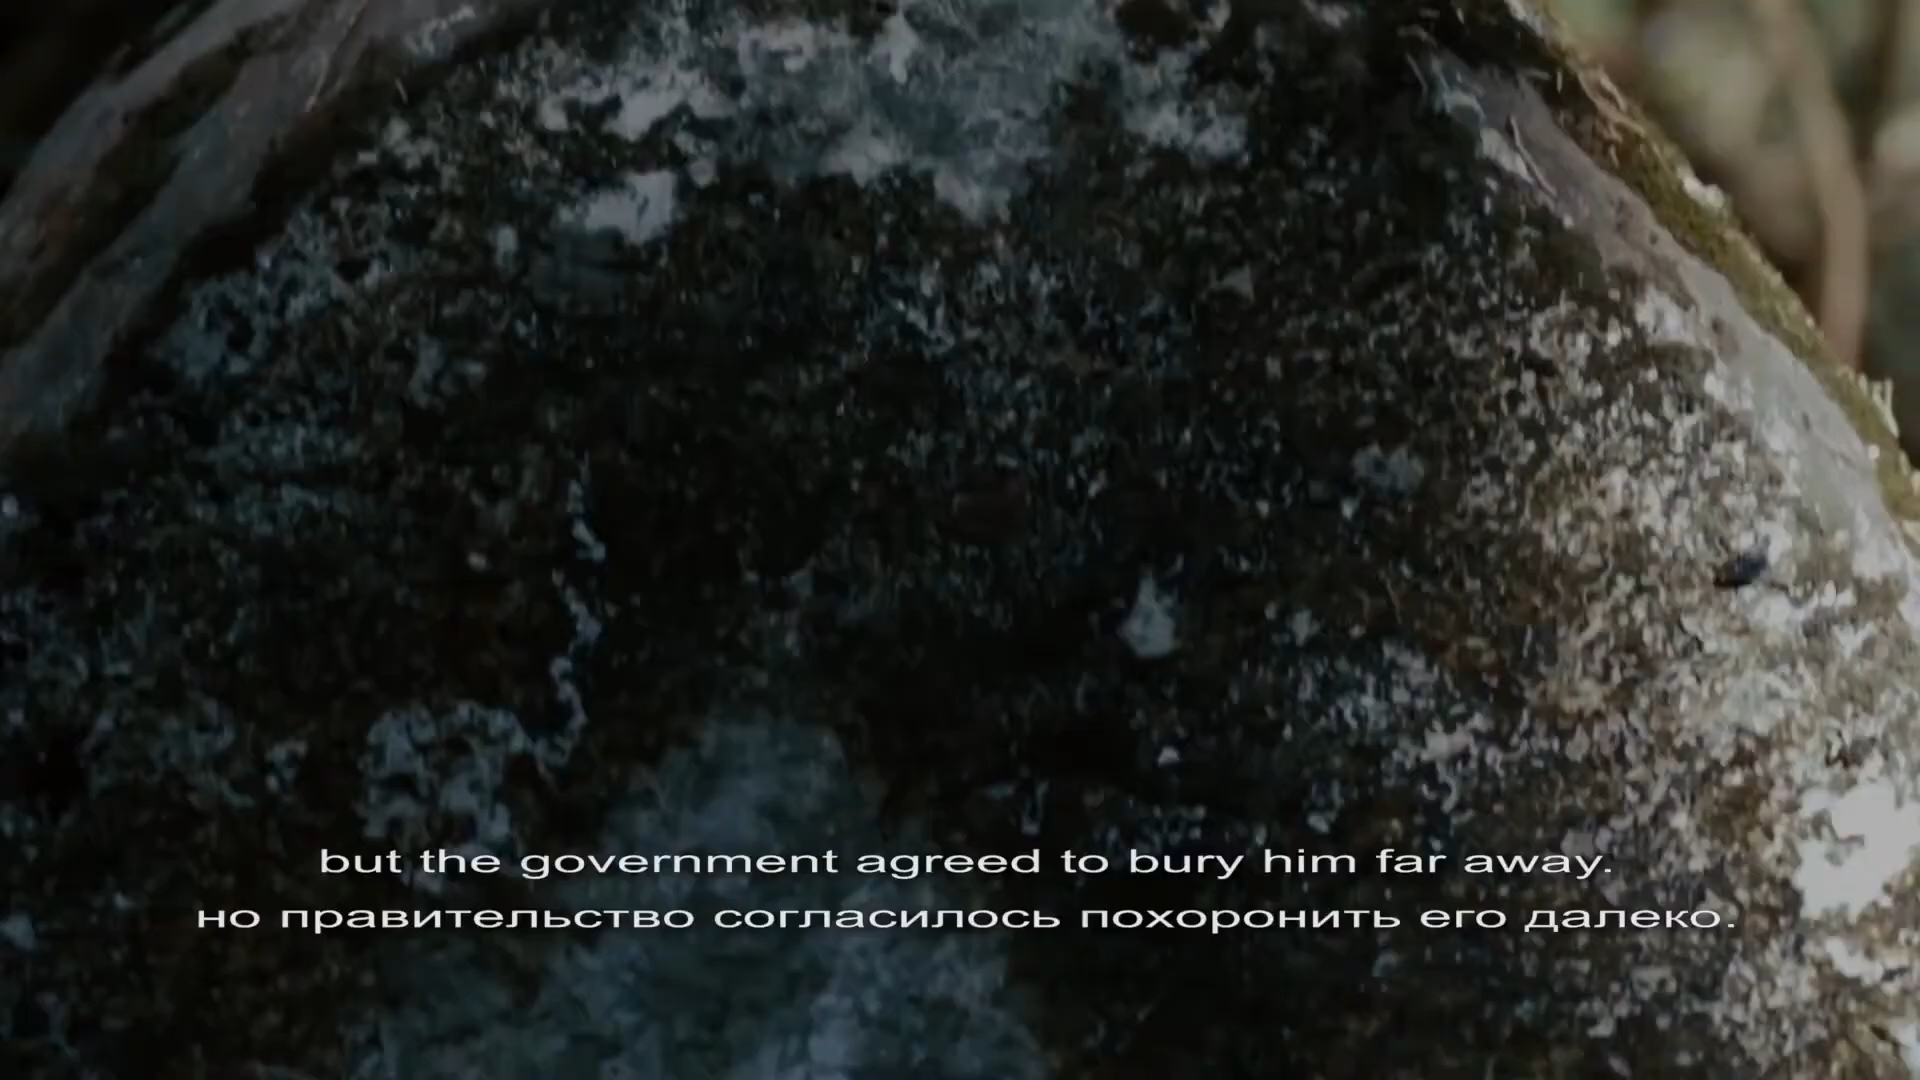 but the government agreed to bury him far away.
но правительство согласилось похоронить его далеко.